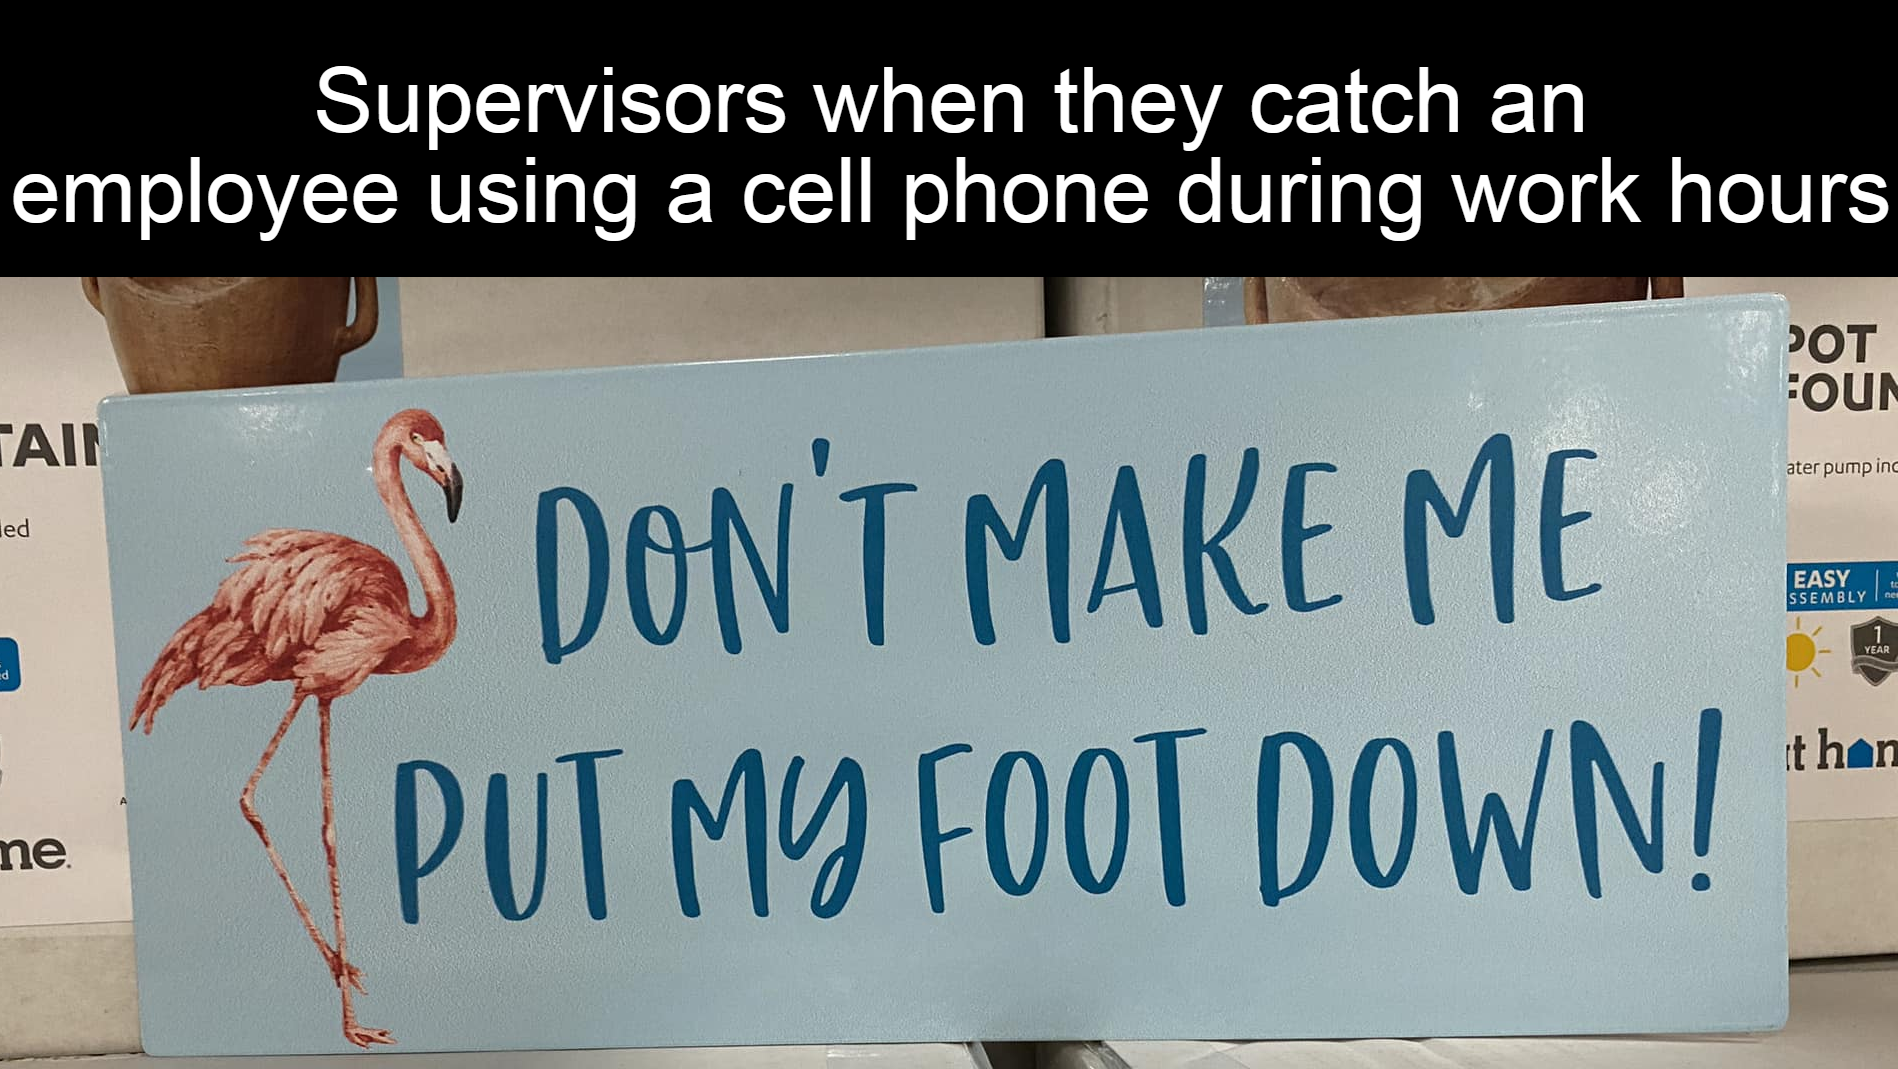 Supervisors when they catch an
employee using a cell phone during work hours
DON'T MAKE ME
PUT MY FOOT DOWN!
POT
ater pump inc
EASY
1
YEAR